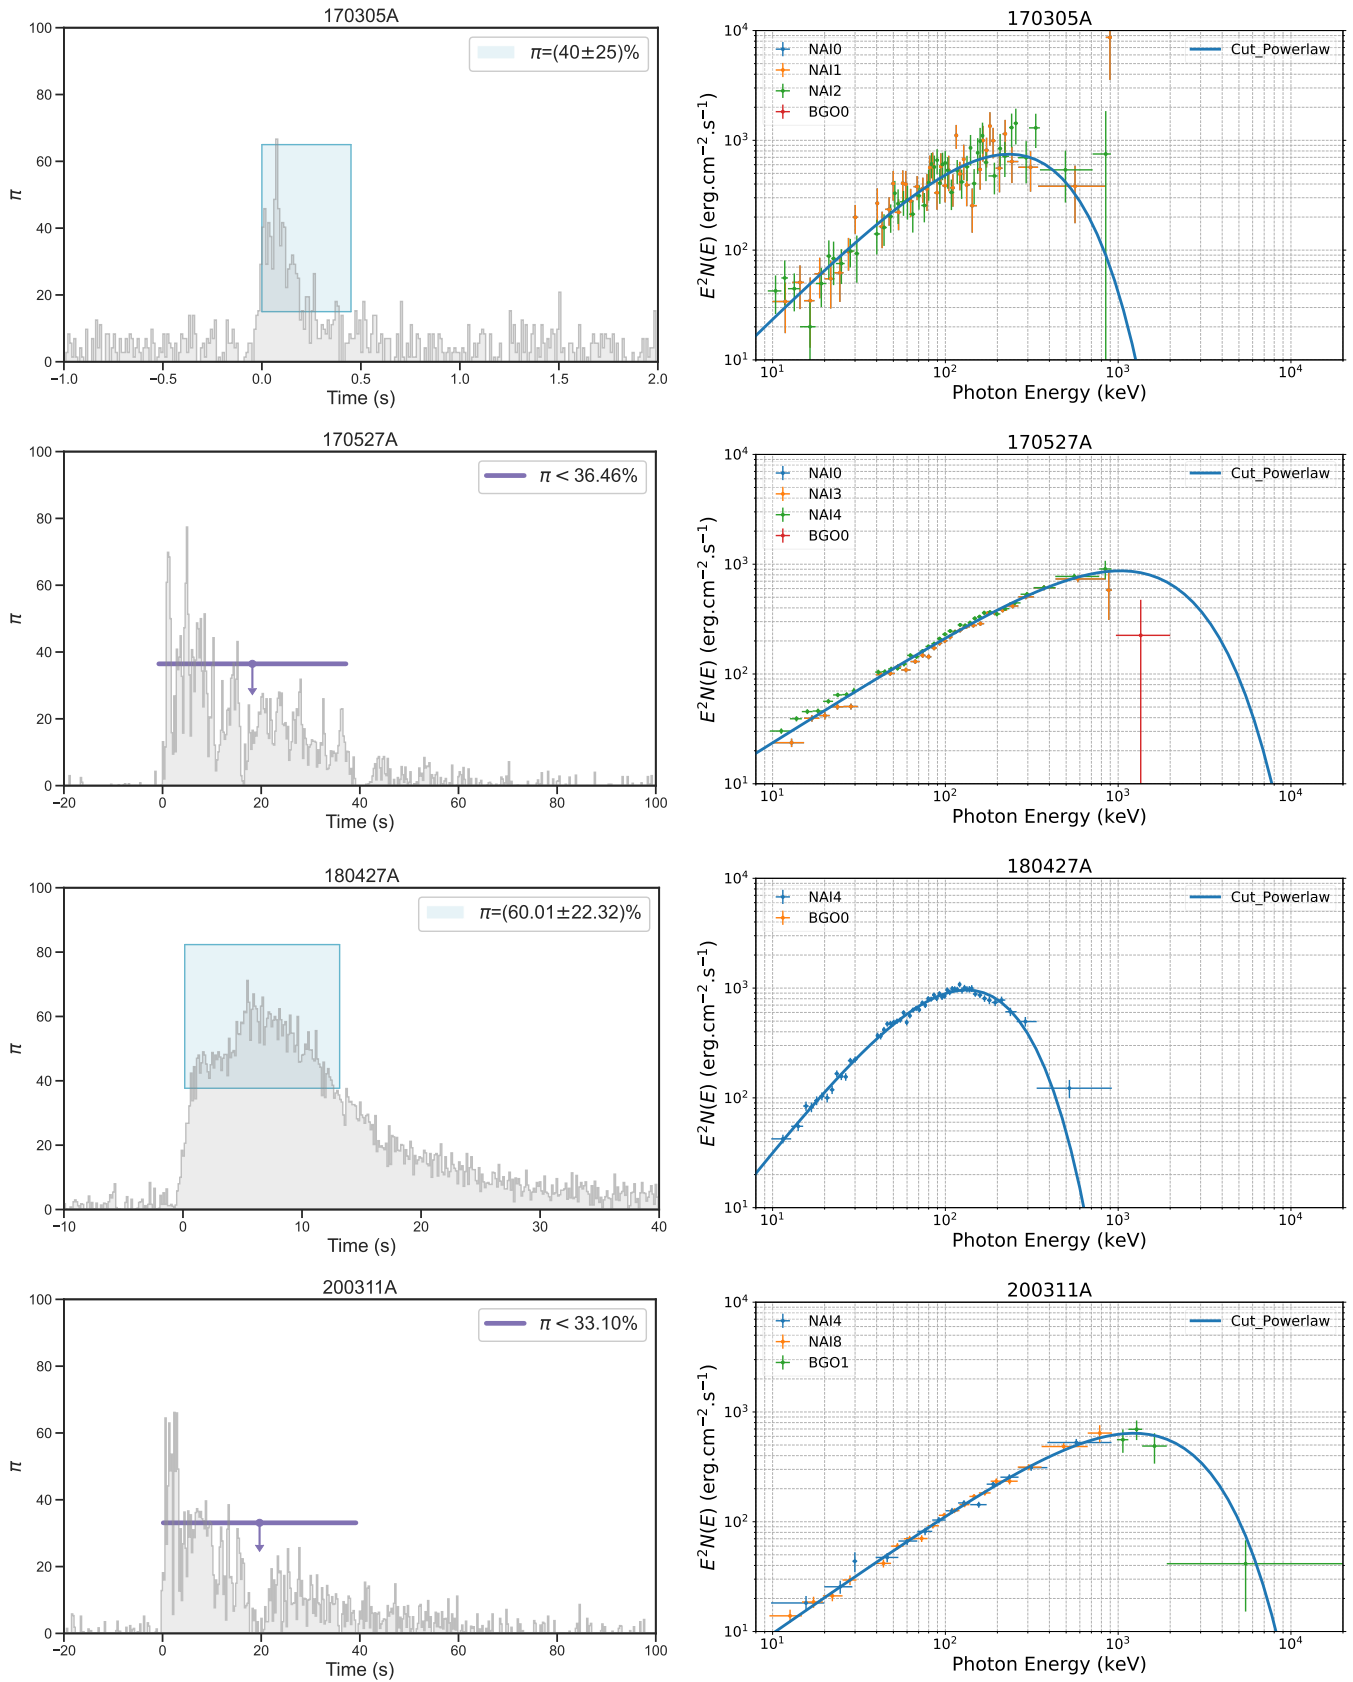 170305A
π=(40±25)%
100
80
60
40
20
0
π
−1.0 −0.5 0.0 0.5 1.0 1.5 2.0
Time (s)
170305A
NAI0
NAI1
NAI2
BGO0
Cut_Powerlaw
10⁴
10³
10²
10¹
E²N(E) (erg.cm⁻².s⁻¹)
10¹ 10² 10³ 10⁴
Photon Energy (keV)
170527A
π < 36.46%
100
80
60
40
20
0
π
−20 0 20 40 60 80 100
Time (s)
170527A
NAI0
NAI3
NAI4
BGO0
Cut_Powerlaw
10⁴
10³
10²
10¹
E²N(E) (erg.cm⁻².s⁻¹)
10¹ 10² 10³ 10⁴
Photon Energy (keV)
180427A
π=(60.01±22.32)%
100
80
60
40
20
0
π
−10 0 10 20 30 40
Time (s)
180427A
NAI4
BGO0
Cut_Powerlaw
10⁴
10³
10²
10¹
E²N(E) (erg.cm⁻².s⁻¹)
10¹ 10² 10³ 10⁴
Photon Energy (keV)
200311A
π < 33.10%
100
80
60
40
20
0
π
−20 0 20 40 60 80 100
Time (s)
200311A
NAI4
NAI8
BGO1
Cut_Powerlaw
10⁴
10³
10²
10¹
E²N(E) (erg.cm⁻².s⁻¹)
10¹ 10² 10³ 10⁴
Photon Energy (keV)